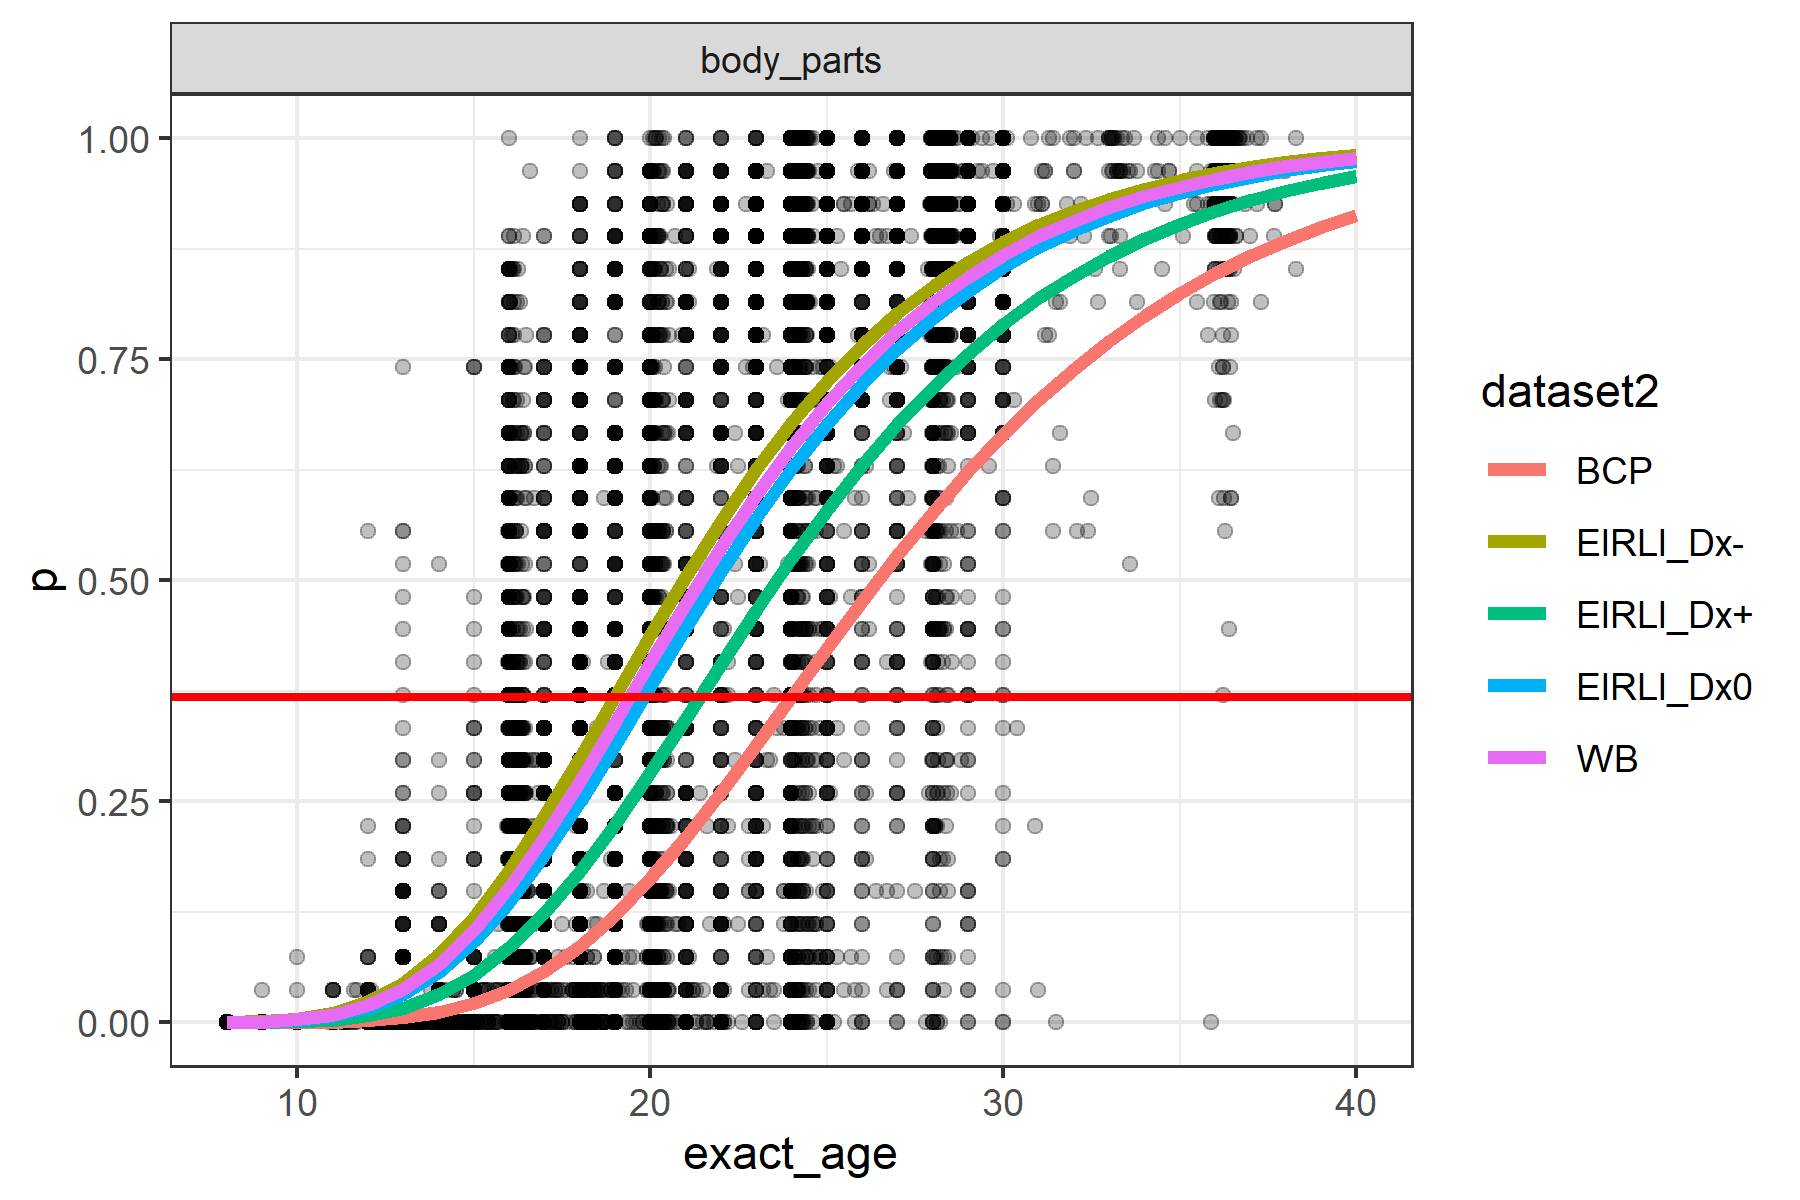 body_parts
1.00
0.75
0.50
0.25
0.00
p
10 20 30 40
exact_age
dataset2
BCP
EIRLI_Dx-
EIRLI_Dx+
EIRLI_Dx0
WB